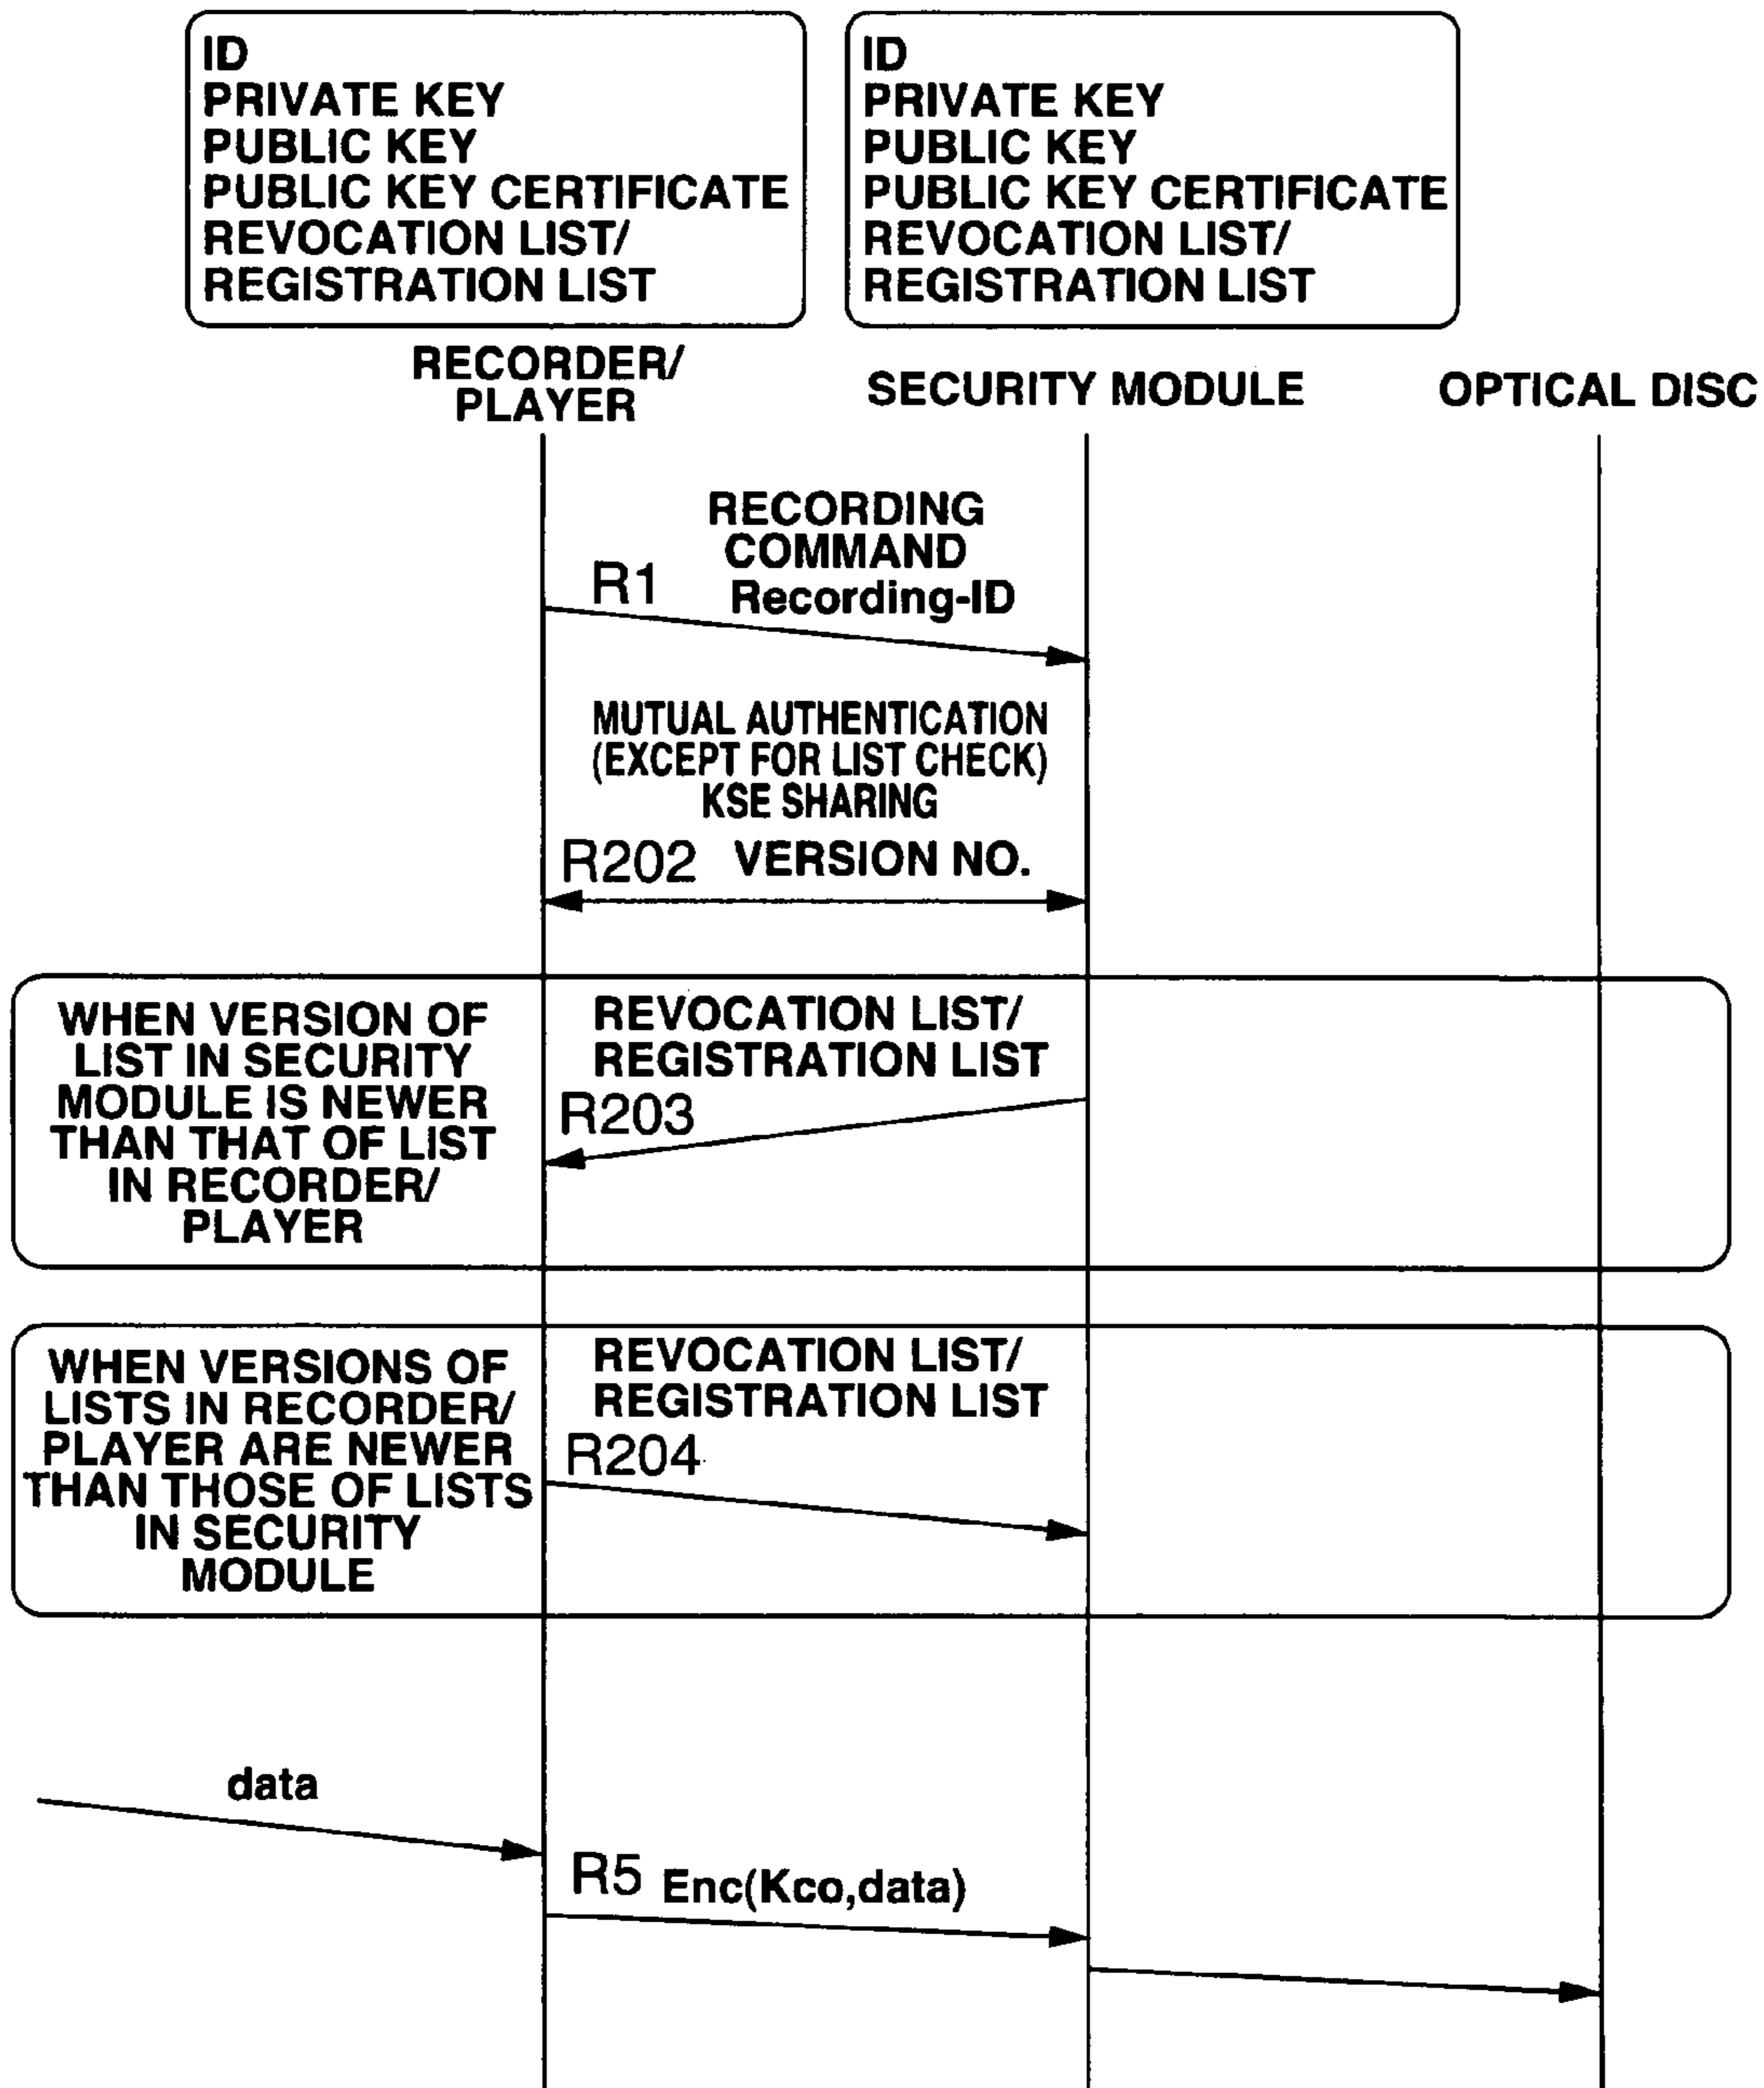 ID
PRIVATE KEY
PUBLIC KEY
PUBLIC KEY CERTIFICATE
REVOCATION LIST/
REGISTRATION LIST
ID
PRIVATE KEY
PUBLIC KEY
PUBLIC KEY CERTIFICATE
REVOCATION LIST/
REGISTRATION LIST
RECORDER/
PLAYER
SECURITY MODULE
OPTICAL DISC
RECORDING
COMMAND
R1 Recording-ID
MUTUAL AUTHENTICATION
(EXCEPT FOR LIST CHECK)
KSE SHARING
R202 VERSION NO.
WHEN VERSION OF
LIST IN SECURITY
MODULE IS NEWER
THAN THAT OF LIST
IN RECORDER/
PLAYER
REVOCATION LIST/
REGISTRATION LIST
R203
WHEN VERSIONS OF
LISTS IN RECORDER/
PLAYER ARE NEWER
THAN THOSE OF LISTS
IN SECURITY
MODULE
REVOCATION LIST/
REGISTRATION LIST
R204
data
R5 Enc(Kco,data)